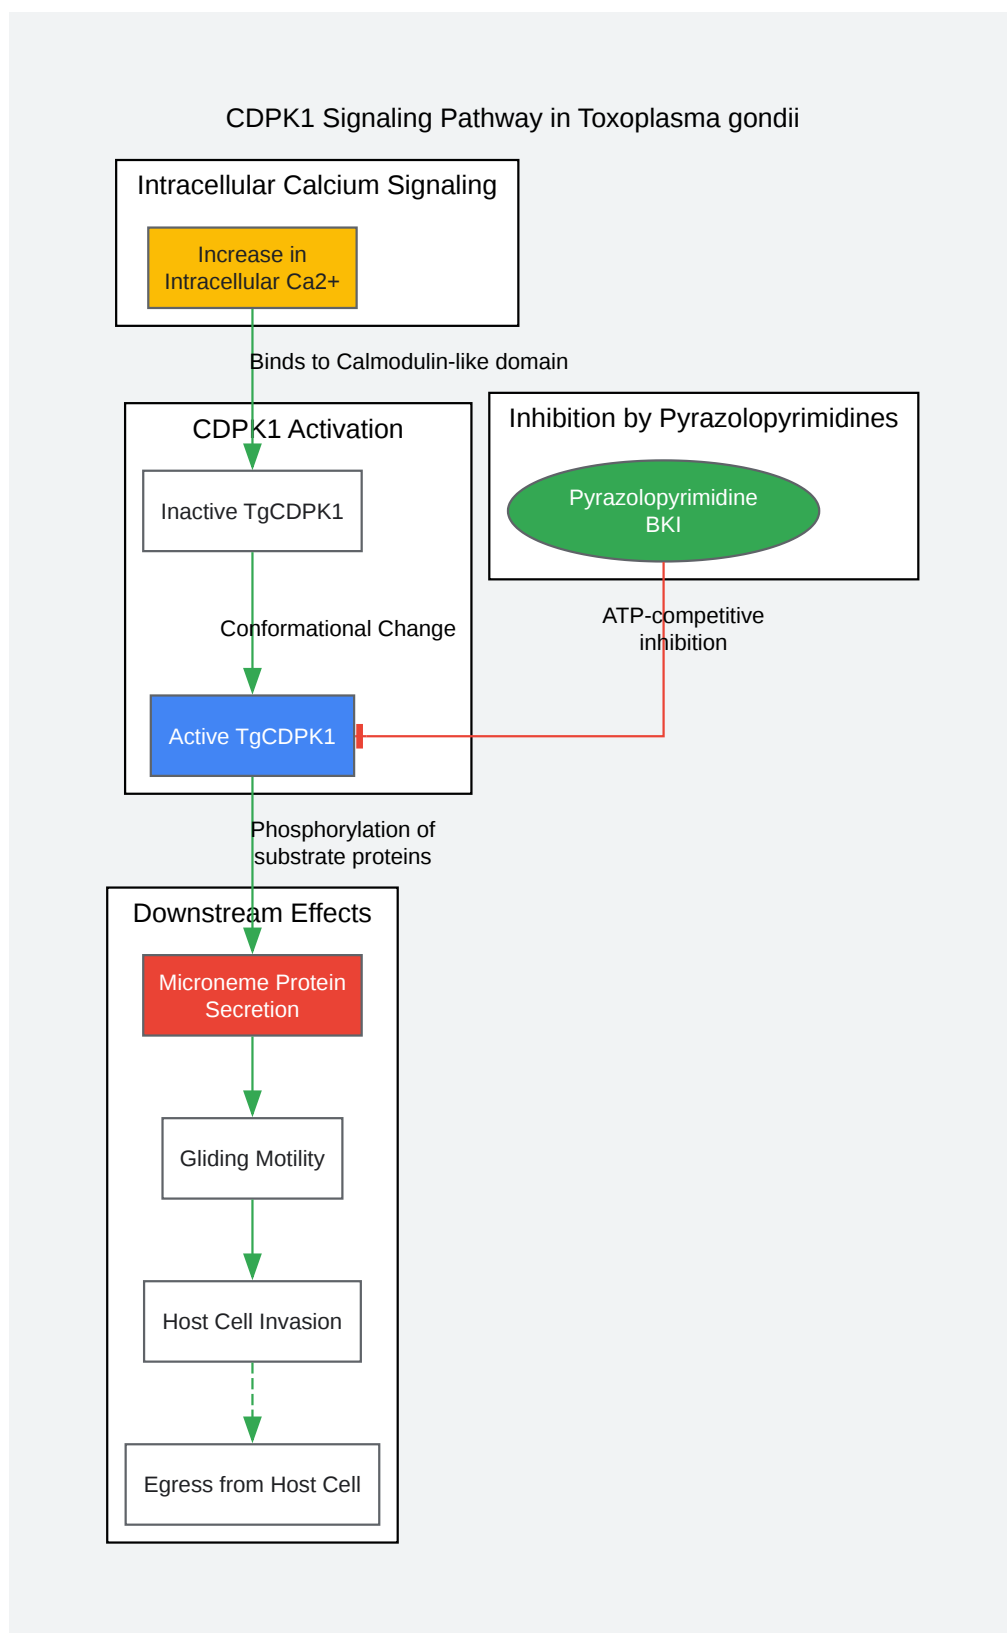 CDPK1 Signaling Pathway in Toxoplasma gondii
Intracellular Calcium Signaling
Increase in
Intracellular Ca2+
Binds to Calmodulin-like domain
CDPK1 Activation
Inactive TgCDPK1
Conformational Change
Active TgCDPK1
Inhibition by Pyrazolopyrimidines
Pyrazolopyrimidine
BKI
ATP-competitive
inhibition
Phosphorylation of
substrate proteins
Downstream Effects
Microneme Protein
Secretion
Gliding Motility
Host Cell Invasion
Egress from Host Cell